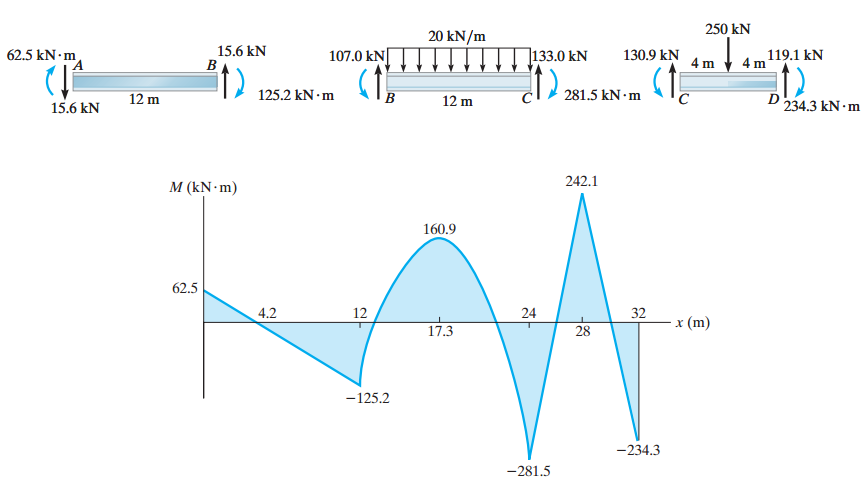 250 kN
20 kN/m
62.5 kN·m
A
B
15.6 kN
107.0 kN
133.0 kN
130.9 kN
4 m
4 m
119.1 kN
15.6 kN
12 m
125.2 kN·m
B
12 m
C
281.5 kN·m
C
D
234.3 kN·m
M (kN·m)
242.1
160.9
62.5
4.2
12
24
32
17.3
28
x (m)
−125.2
−234.3
−281.5